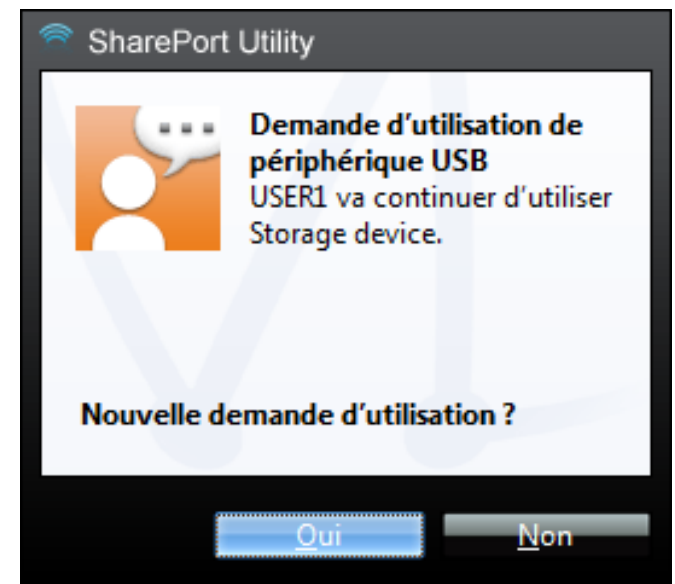 SharePort Utility
Demande d'utilisation de
périphérique USB
USER1 va continuer d'utiliser
Storage device.
Nouvelle demande d'utilisation ?
Oui
Non